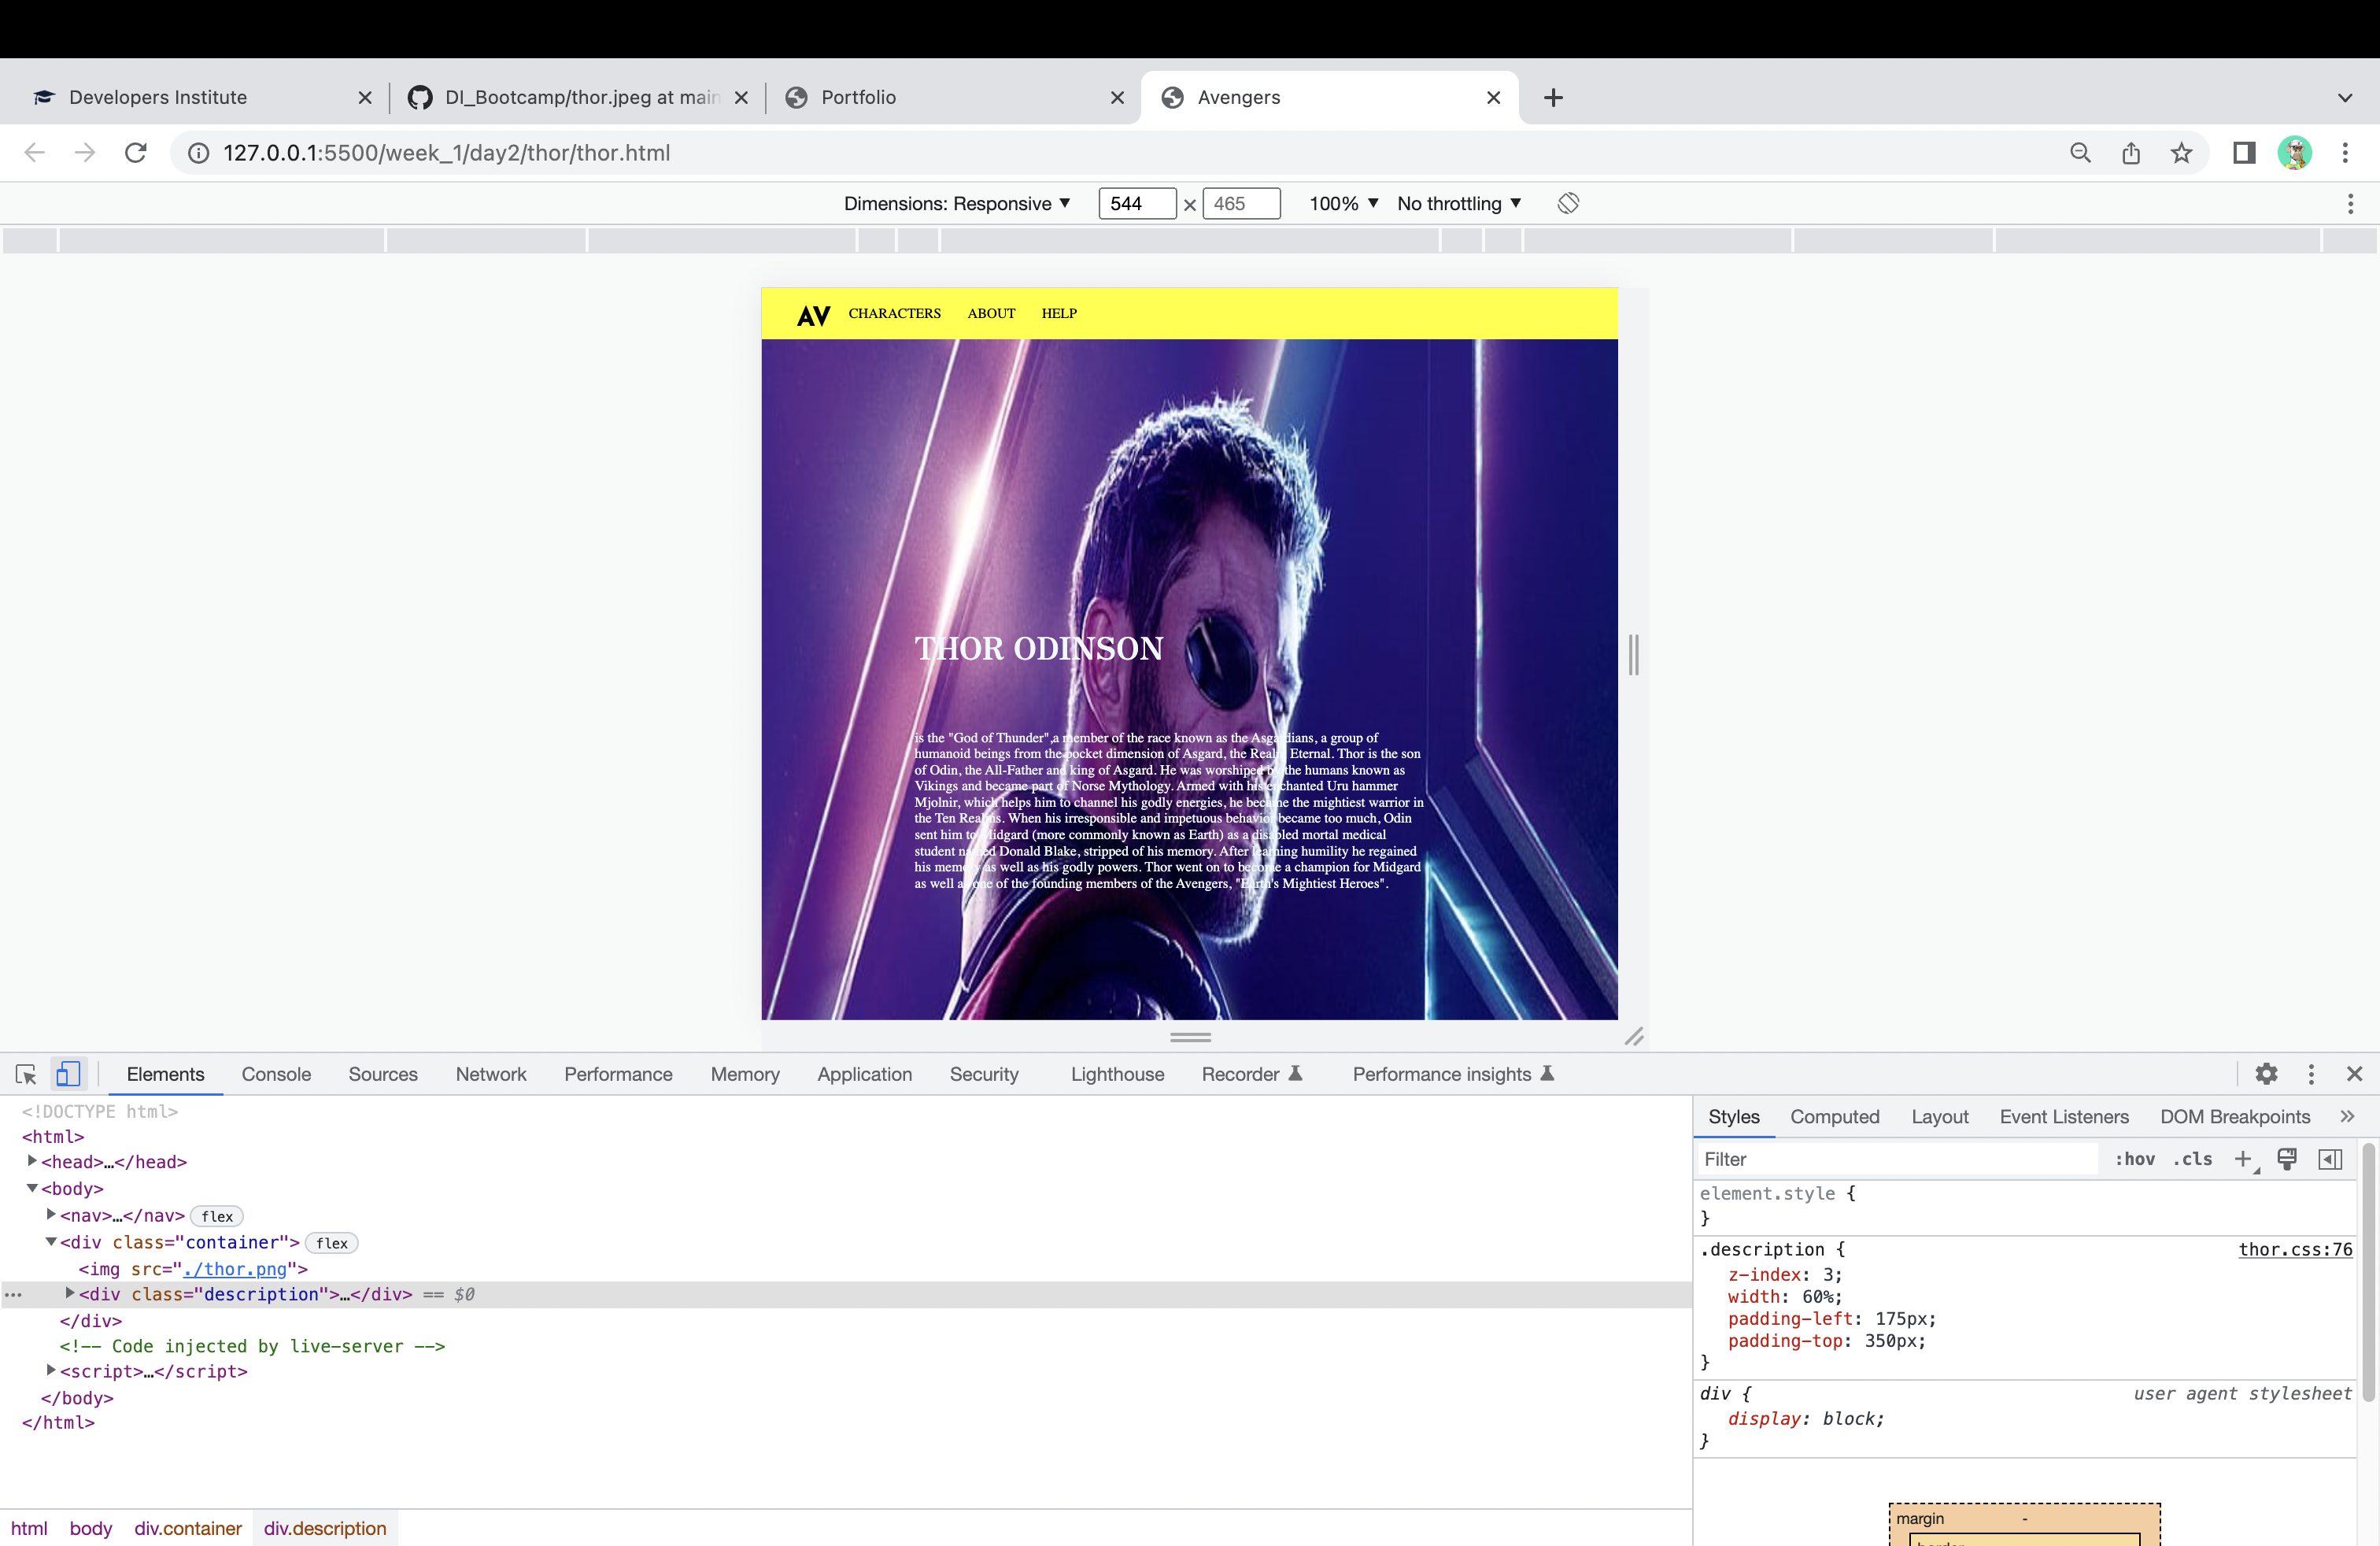 Developers Institute
DI_Bootcamp/thor.jpeg at main
Portfolio
Avengers
127.0.0.1:5500/week_1/day2/thor/thor.html
Dimensions: Responsive ▼ 544 × 465 100% ▼ No throttling ▼
AV CHARACTERS ABOUT HELP
THOR ODINSON
is the "God of Thunder",a member of the race known as the Asgardians, a group of
humanoid beings from the pocket dimension of Asgard, the Realm Eternal. Thor is the son
of Odin, the All-Father and king of Asgard. He was worshiped by the humans known as
Vikings and became part of Norse Mythology. Armed with his enchanted Uru hammer
Mjolnir, which helps him to channel his godly energies, he became the mightiest warrior in
the Ten Realms. When his irresponsible and impetuous behavior became too much, Odin
sent him to Midgard (more commonly known as Earth) as a disabled mortal medical
student named Donald Blake, stripped of his memory. After learning humility he regained
his memory as well as his godly powers. Thor went on to become a champion for Midgard
as well as one of the founding members of the Avengers, "Earth's Mightiest Heroes".
Elements Console Sources Network Performance Memory Application Security Lighthouse Recorder Performance insights
<!DOCTYPE html>
<html>
<head>…</head>
<body>
<nav>…</nav> flex
<div class="container"> flex
<img src="./thor.png">
<div class="description">…</div> == $0
</div>
<!-- Code injected by live-server -->
<script>…</script>
</body>
</html>
html body div.container div.description
Styles Computed Layout Event Listeners DOM Breakpoints »
Filter :hov .cls +
element.style {
}
.description { thor.css:76
z-index: 3;
width: 60%;
padding-left: 175px;
padding-top: 350px;
}
div { user agent stylesheet
display: block;
}
margin -